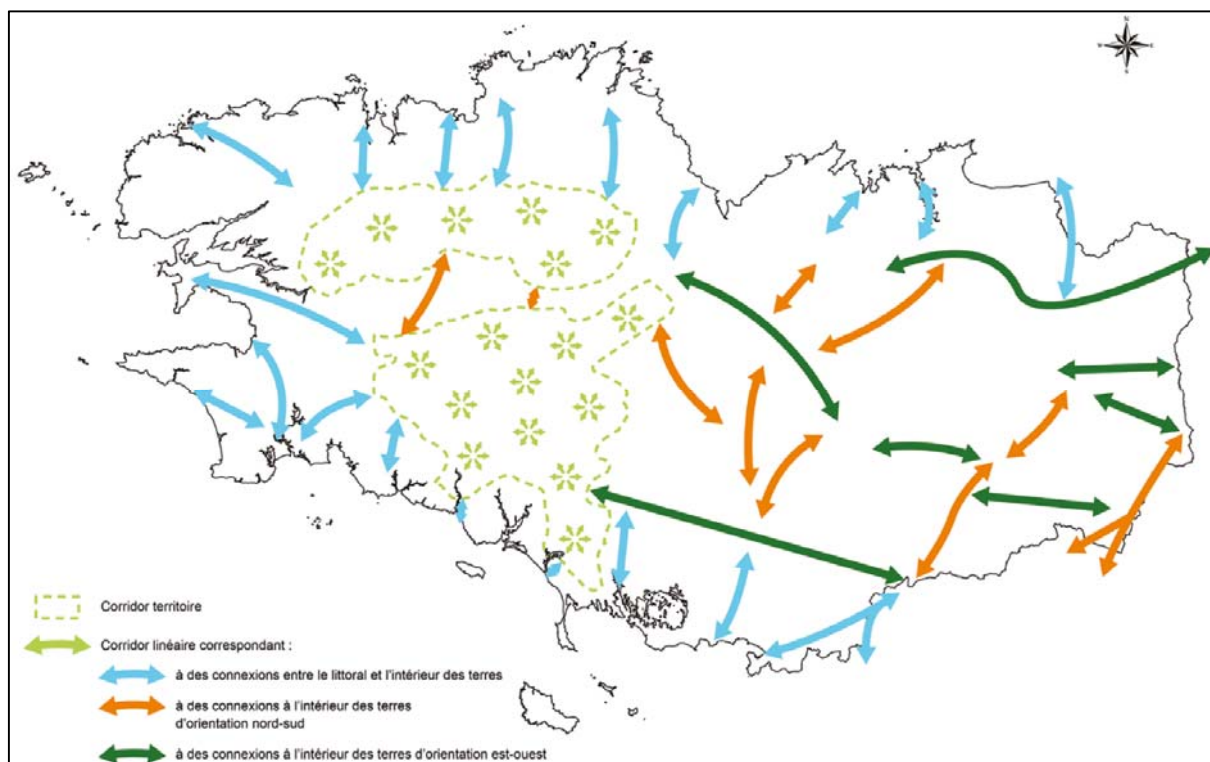 N
Corridor territoire
Corridor linéaire correspondant :
à des connexions entre le littoral et l'intérieur des terres
à des connexions à l'intérieur des terres
d'orientation nord-sud
à des connexions à l'intérieur des terres d'orientation est-ouest